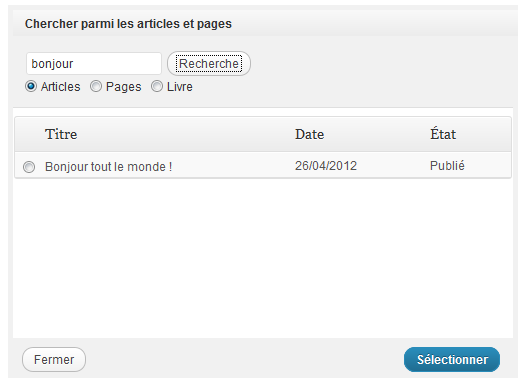 Chercher parmi les articles et pages
bonjour Recherche
Articles Pages Livre
Titre Date État
Bonjour tout le monde ! 26/04/2012 Publié
Fermer Sélectionner